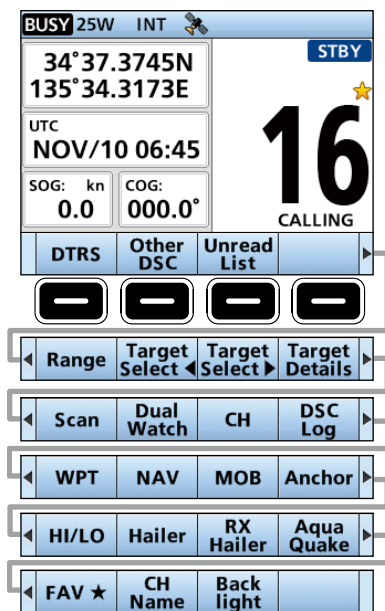 BUSY 25W INT
34°37.3745N
135°34.3173E
STBY
UTC
NOV/10 06:45
16
SOG: kn COG:
0.0 000.0°
CALLING
DTRS Other DSC Unread List
Range Target Select ◀ Target Select ▶ Target Details
Scan Dual Watch CH DSC Log
WPT NAV MOB Anchor
HI/LO Hailer RX Hailer Aqua Quake
FAV ★ CH Name Back light